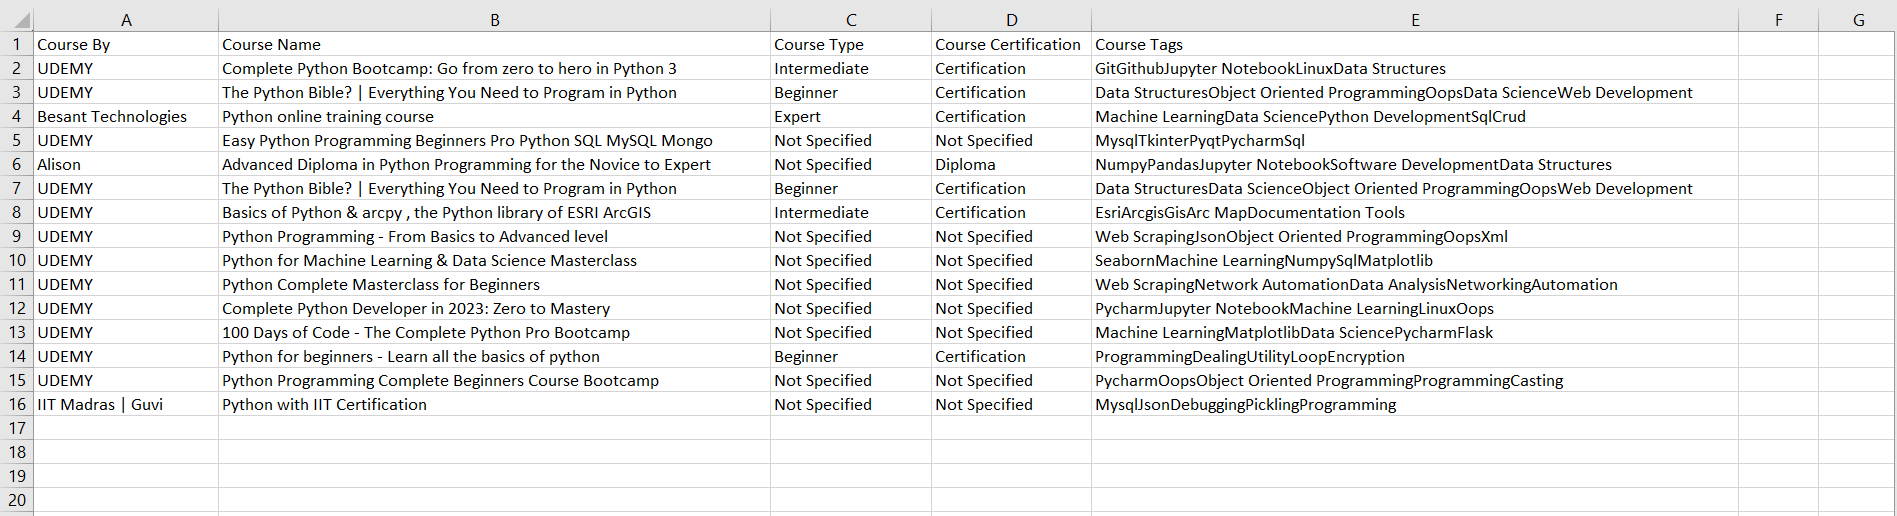 A B C D E F G
1 Course By Course Name Course Type Course Certification Course Tags
2 UDEMY Complete Python Bootcamp: Go from zero to hero in Python 3 Intermediate Certification GitGithubJupyter NotebookLinuxData Structures
3 UDEMY The Python Bible? | Everything You Need to Program in Python Beginner Certification Data StructuresObject Oriented ProgrammingOopsData ScienceWeb Development
4 Besant Technologies Python online training course Expert Certification Machine LearningData SciencePython DevelopmentSqlCrud
5 UDEMY Easy Python Programming Beginners Pro Python SQL MySQL Mongo Not Specified Not Specified MysqlTkinterPyqtPycharmSql
6 Alison Advanced Diploma in Python Programming for the Novice to Expert Not Specified Diploma NumpyPandasJupyter NotebookSoftware DevelopmentData Structures
7 UDEMY The Python Bible? | Everything You Need to Program in Python Beginner Certification Data StructuresData ScienceObject Oriented ProgrammingOopsWeb Development
8 UDEMY Basics of Python & arcpy , the Python library of ESRI ArcGIS Intermediate Certification EsriArcgisGisArc MapDocumentation Tools
9 UDEMY Python Programming - From Basics to Advanced level Not Specified Not Specified Web ScrapingJsonObject Oriented ProgrammingOopsXml
10 UDEMY Python for Machine Learning & Data Science Masterclass Not Specified Not Specified SeabornMachine LearningNumpySqlMatplotlib
11 UDEMY Python Complete Masterclass for Beginners Not Specified Not Specified Web ScrapingNetwork AutomationData AnalysisNetworkingAutomation
12 UDEMY Complete Python Developer in 2023: Zero to Mastery Not Specified Not Specified PycharmJupyter NotebookMachine LearningLinuxOops
13 UDEMY 100 Days of Code - The Complete Python Pro Bootcamp Not Specified Not Specified Machine LearningMatplotlibData SciencePycharmFlask
14 UDEMY Python for beginners - Learn all the basics of python Beginner Certification ProgrammingDealingUtilityLoopEncryption
15 UDEMY Python Programming Complete Beginners Course Bootcamp Not Specified Not Specified PycharmOopsObject Oriented ProgrammingProgrammingCasting
16 IIT Madras | Guvi Python with IIT Certification Not Specified Not Specified MysqlJsonDebuggingPicklingProgramming
17
18
19
20